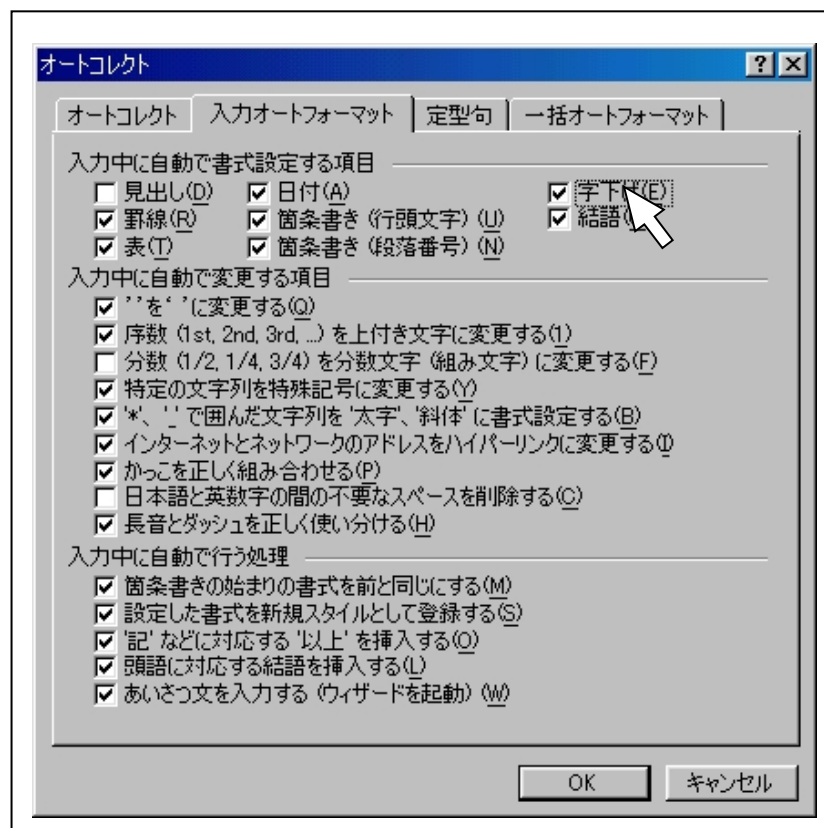 オートコレクト
オートコレクト 入力オートフォーマット 定型句 一括オートフォーマット
入力中に自動で書式設定する項目
見出し(D) 日付(A) 字下げ(E)
罫線(R) 箇条書き (行頭文字) (U) 結語
表(T) 箇条書き (段落番号) (N)
入力中に自動で変更する項目
' 'を‘ ’に変更する(Q)
序数 (1st, 2nd, 3rd, ...) を上付き文字に変更する(1)
分数 (1/2, 1/4, 3/4) を分数文字 (組み文字) に変更する(F)
特定の文字列を特殊記号に変更する(Y)
'*'、'_' で囲んだ文字列を '太字'、'斜体' に書式設定する(B)
インターネットとネットワークのアドレスをハイパーリンクに変更する(I)
かっこを正しく組み合わせる(P)
日本語と英数字の間の不要なスペースを削除する(C)
長音とダッシュを正しく使い分ける(H)
入力中に自動で行う処理
箇条書きの始まりの書式を前と同じにする(M)
設定した書式を新規スタイルとして登録する(S)
'記' などに対応する '以上' を挿入する(O)
頭語に対応する結語を挿入する(L)
あいさつ文を入力する (ウィザードを起動) (W)
OK キャンセル